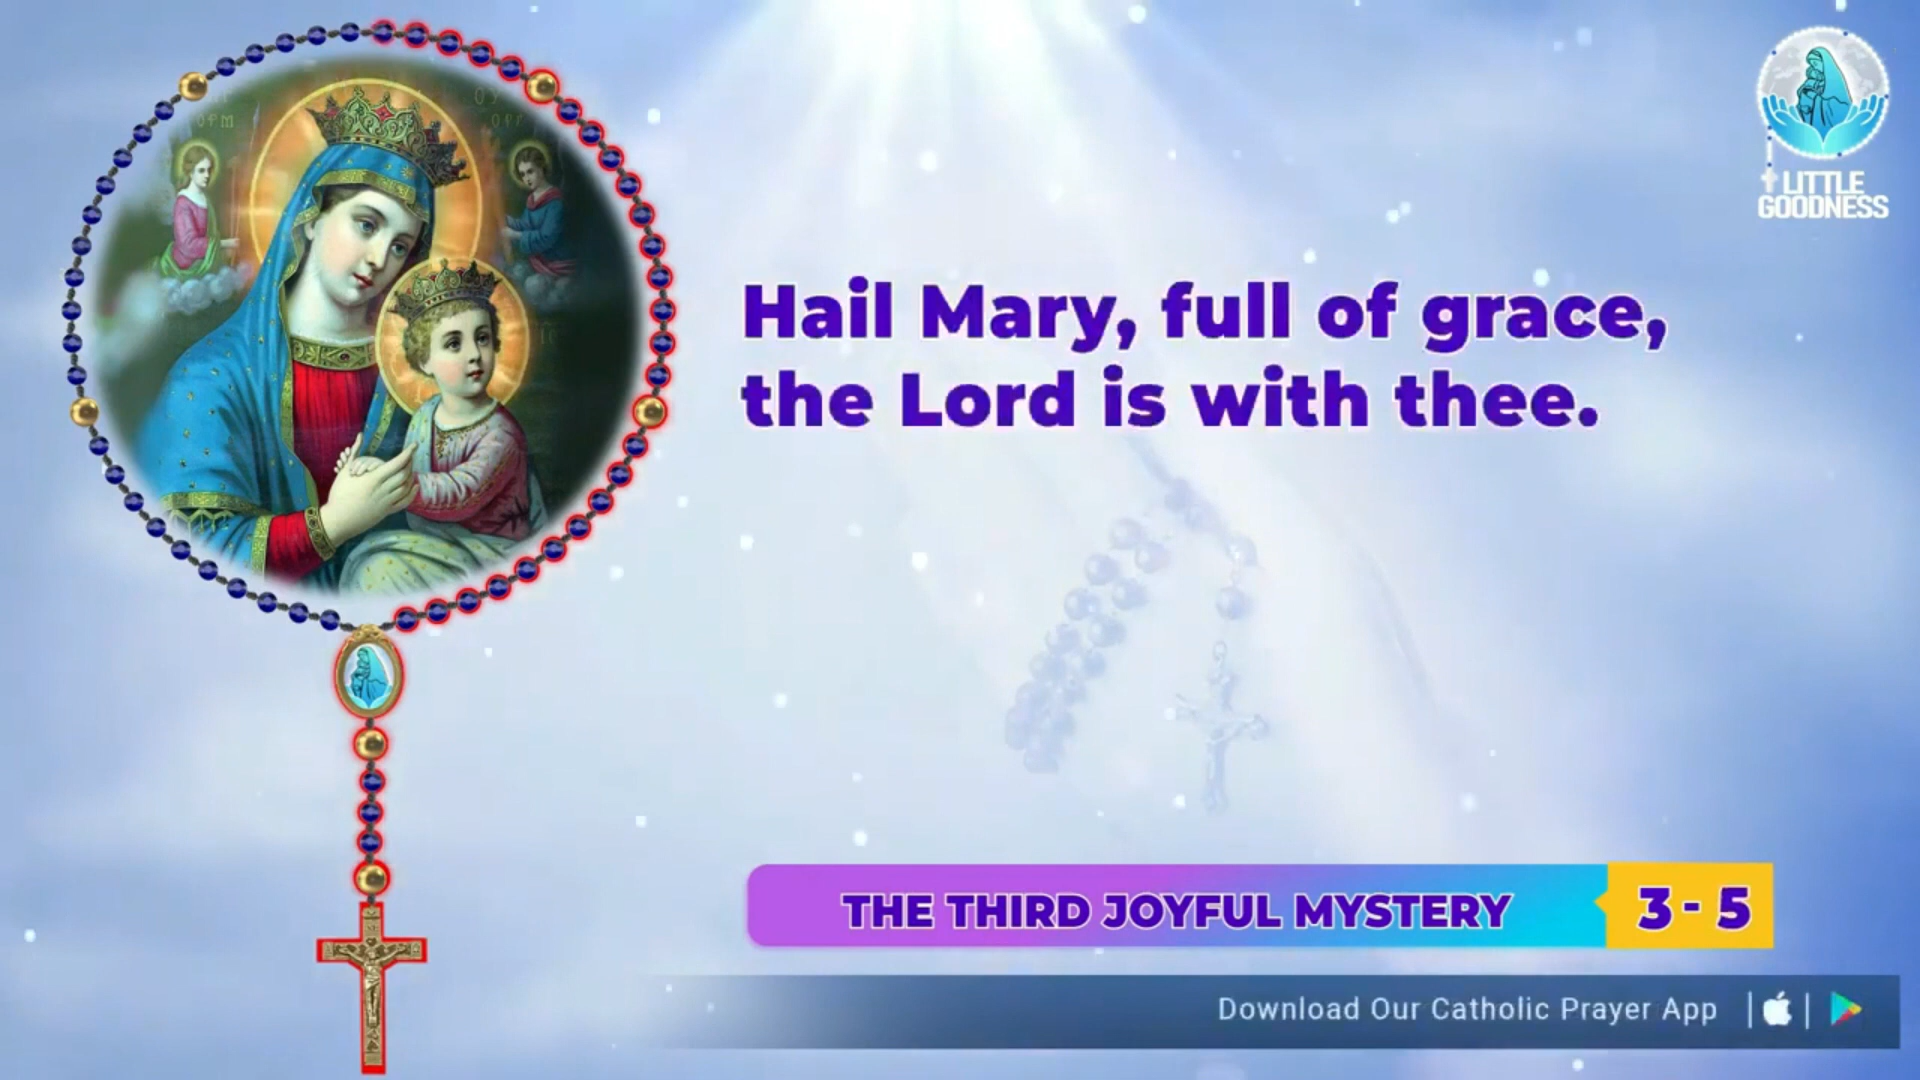 LITTLE
GOODNESS
Hail Mary, full of grace,
the Lord is with thee.
THE THIRD JOYFUL MYSTERY
3 - 5
Download Our Catholic Prayer App